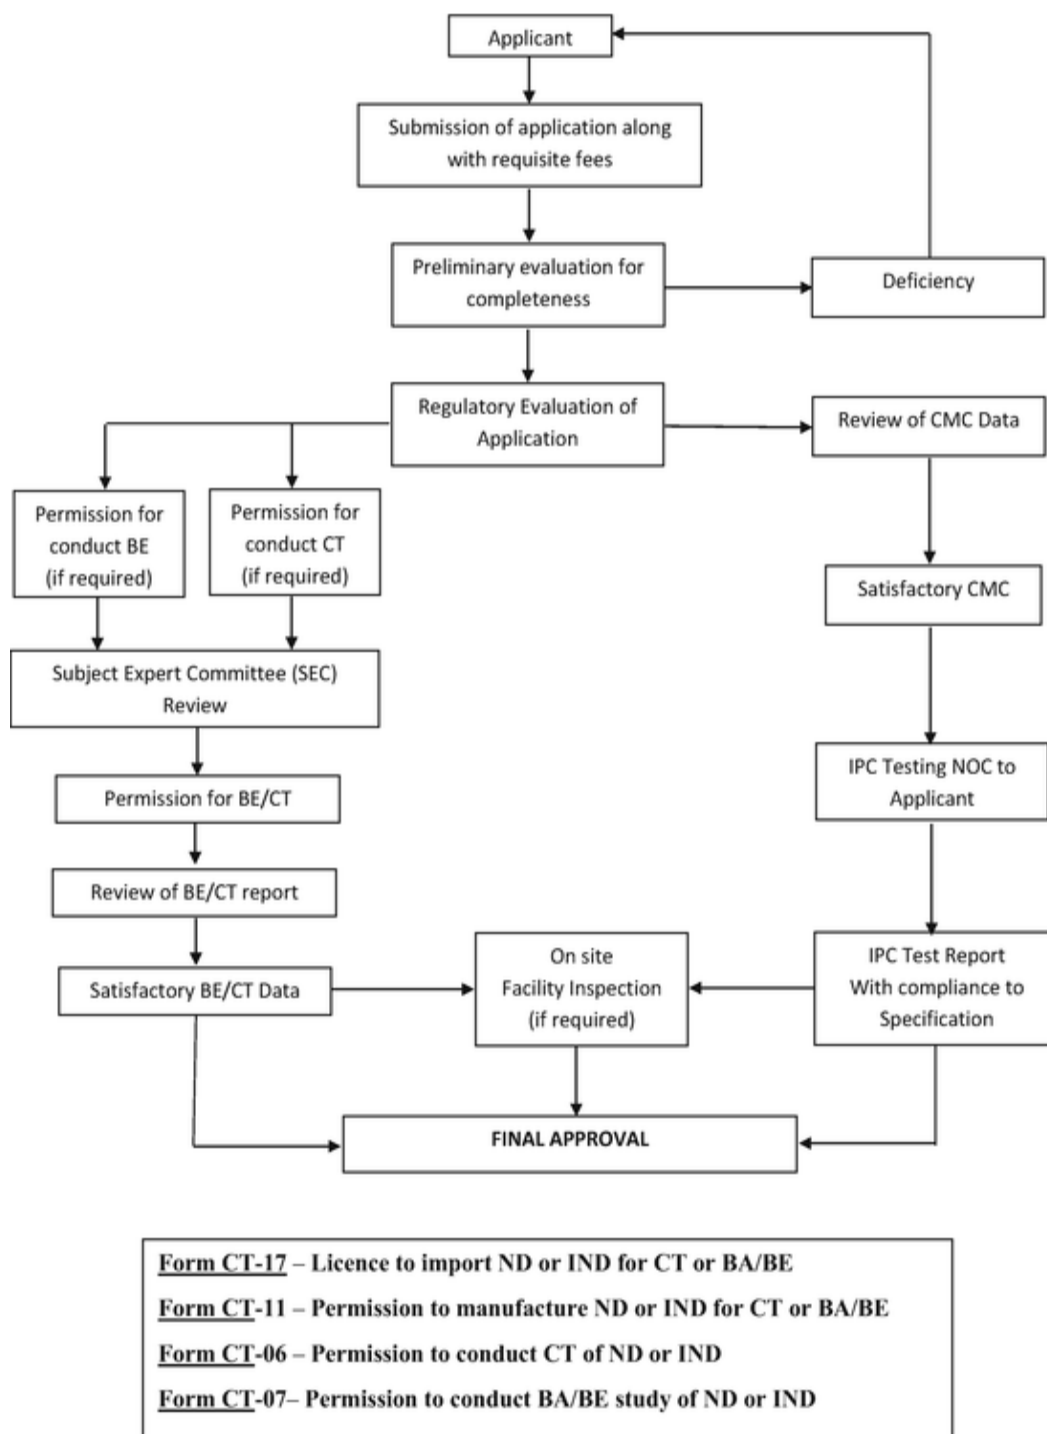 Applicant
Submission of application along
with requisite fees
Preliminary evaluation for
completeness
Deficiency
Regulatory Evaluation of
Application
Review of CMC Data
Permission for
conduct BE
(if required)
Permission for
conduct CT
(if required)
Satisfactory CMC
Subject Expert Committee (SEC)
Review
IPC Testing NOC to
Applicant
Permission for BE/CT
Review of BE/CT report
Satisfactory BE/CT Data
On site
Facility Inspection
(if required)
IPC Test Report
With compliance to
Specification
FINAL APPROVAL
Form CT-17 – Licence to import ND or IND for CT or BA/BE
Form CT-11 – Permission to manufacture ND or IND for CT or BA/BE
Form CT-06 – Permission to conduct CT of ND or IND
Form CT-07– Permission to conduct BA/BE study of ND or IND